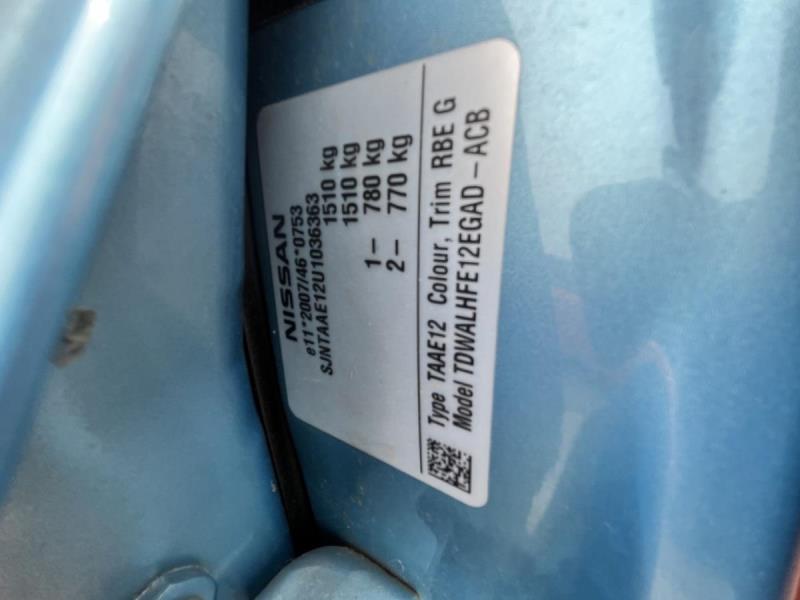 NISSAN
e11*2007/46*0753
SJNTAAE12U1036363
1510 kg
1510 kg
1- 780 kg
2- 770 kg
Type TAAE12 Colour, Trim RBE G
Model TDWALHFE12EGAD-ACB